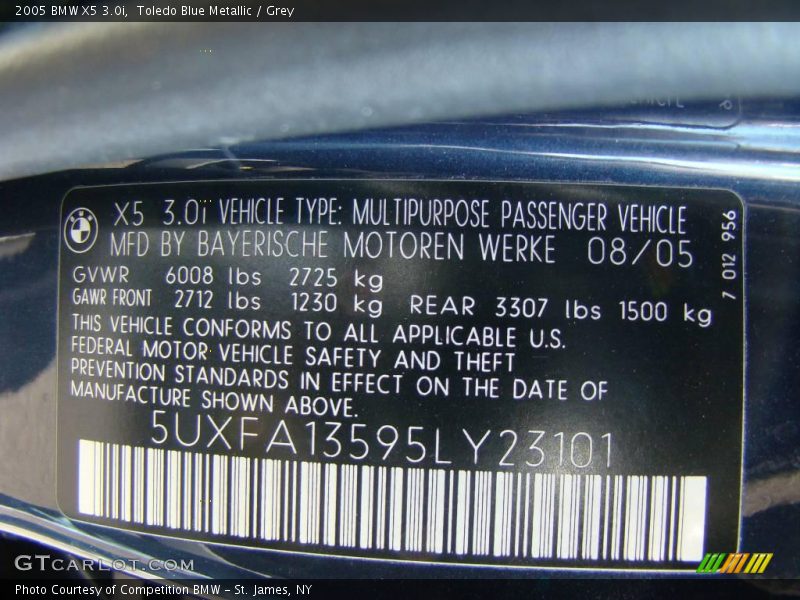 2005 BMW X5 3.0i, Toledo Blue Metallic / Grey
X5 3.0i VEHICLE TYPE: MULTIPURPOSE PASSENGER VEHICLE
MFD BY BAYERISCHE MOTOREN WERKE 08/05
GVWR 6008 lbs 2725 kg
GAWR FRONT 2712 lbs 1230 kg REAR 3307 lbs 1500 kg
THIS VEHICLE CONFORMS TO ALL APPLICABLE U.S.
FEDERAL MOTOR VEHICLE SAFETY AND THEFT
PREVENTION STANDARDS IN EFFECT ON THE DATE OF
MANUFACTURE SHOWN ABOVE.
5UXFA13595LY23101
7 012 956
GTCARLOT.COM
Photo Courtesy of Competition BMW - St. James, NY